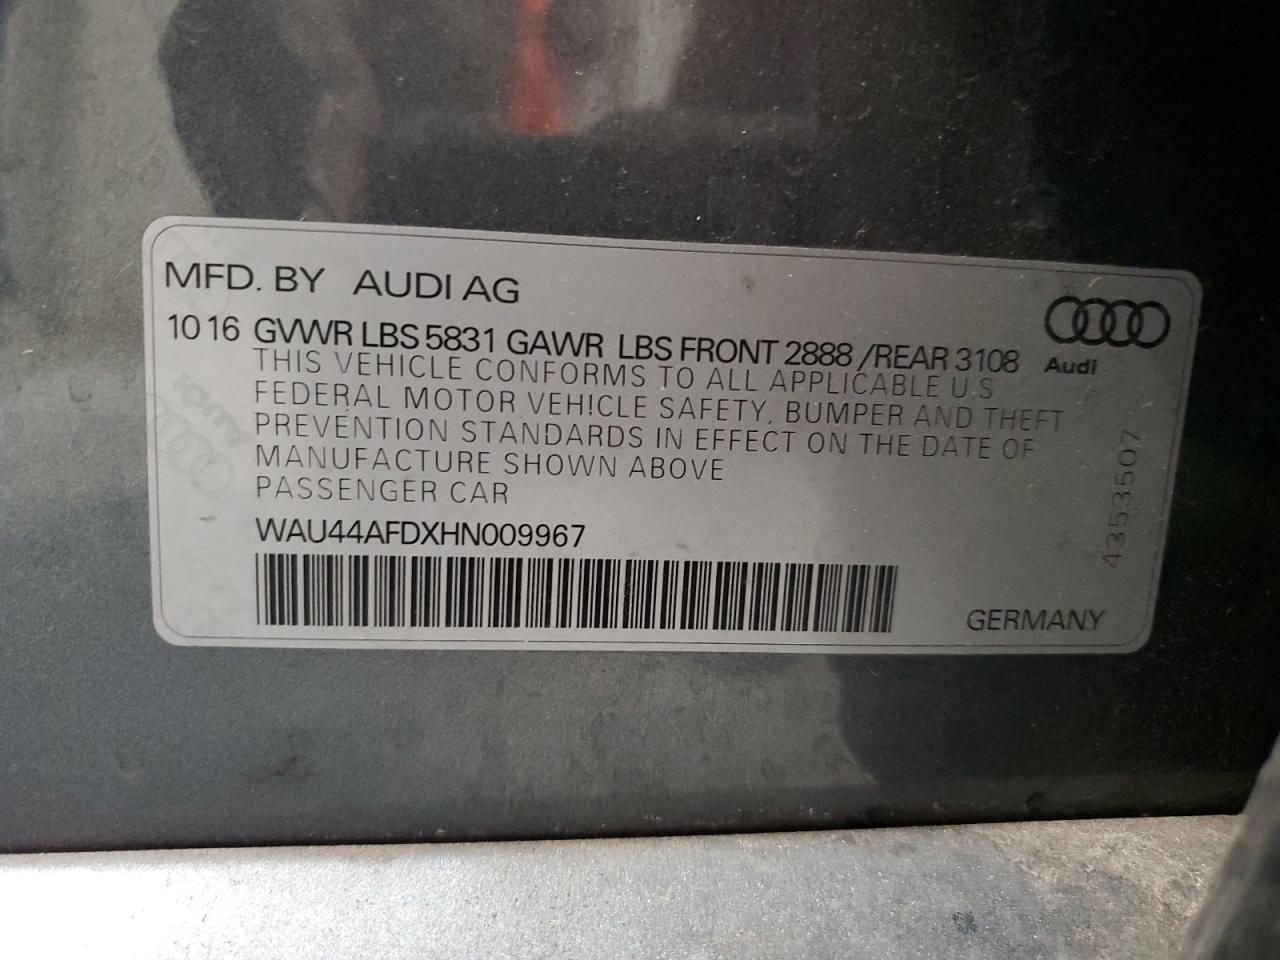 MFD. BY AUDI AG
10 16 GVWR LBS 5831 GAWR LBS FRONT 2888 /REAR 3108
Audi
THIS VEHICLE CONFORMS TO ALL APPLICABLE U.S
FEDERAL MOTOR VEHICLE SAFETY, BUMPER AND THEFT
PREVENTION STANDARDS IN EFFECT ON THE DATE OF
MANUFACTURE SHOWN ABOVE
PASSENGER CAR
WAU44AFDXHN009967
4353507
GERMANY